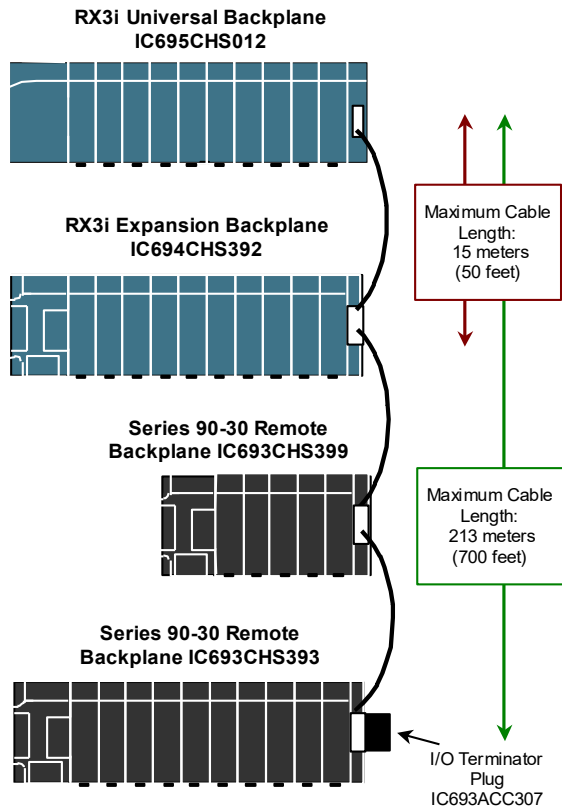 RX3i Universal Backplane
IC695CHS012
RX3i Expansion Backplane
IC694CHS392
Maximum Cable
Length:
15 meters
(50 feet)
Series 90-30 Remote
Backplane IC693CHS399
Maximum Cable
Length:
213 meters
(700 feet)
Series 90-30 Remote
Backplane IC693CHS393
I/O Terminator
Plug
IC693ACC307